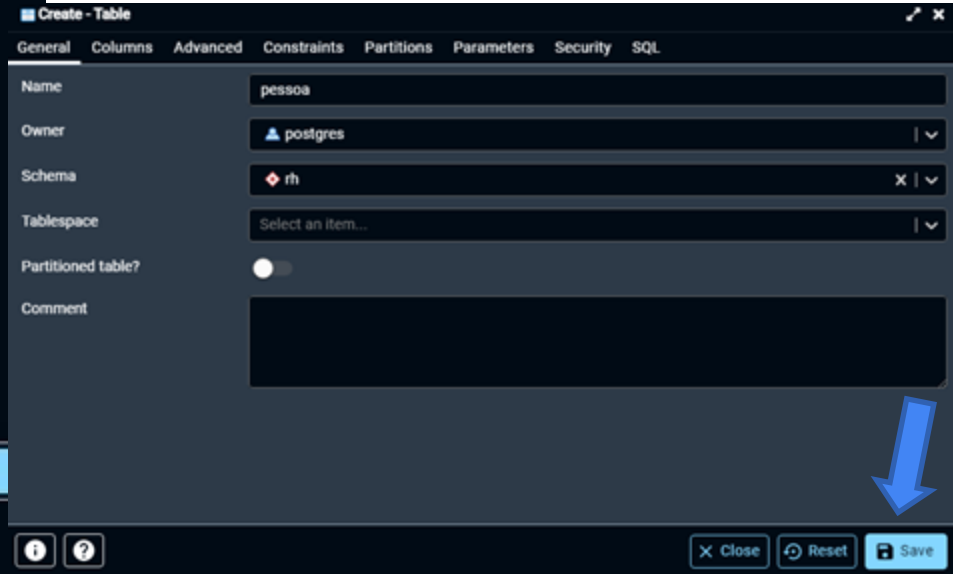 Create - Table
General Columns Advanced Constraints Partitions Parameters Security SQL
Name pessoa
Owner postgres
Schema rh
Tablespace Select an item...
Partitioned table?
Comment
Close Reset Save